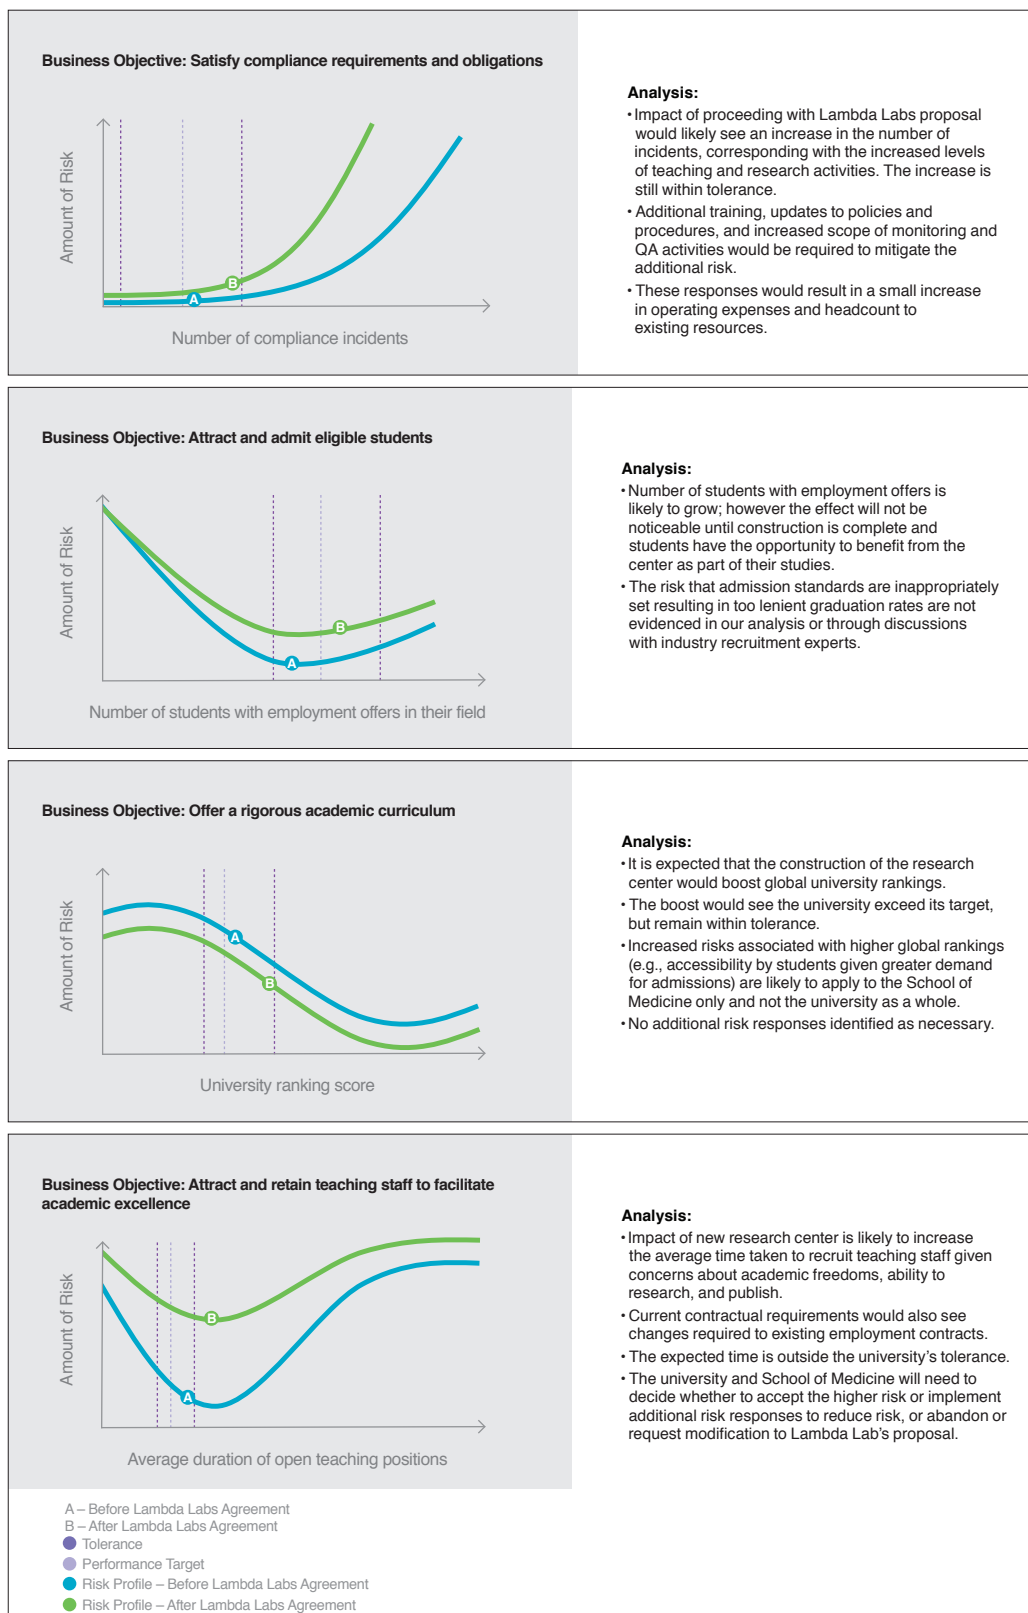 Business Objective: Satisfy compliance requirements and obligations
Amount of Risk
A
B
Number of compliance incidents
Analysis:
• Impact of proceeding with Lambda Labs proposal
would likely see an increase in the number of
incidents, corresponding with the increased levels
of teaching and research activities. The increase is
still within tolerance.
• Additional training, updates to policies and
procedures, and increased scope of monitoring and
QA activities would be required to mitigate the
additional risk.
• These responses would result in a small increase
in operating expenses and headcount to
existing resources.
Business Objective: Attract and admit eligible students
Amount of Risk
B
A
Number of students with employment offers in their field
Analysis:
• Number of students with employment offers is
likely to grow; however the effect will not be
noticeable until construction is complete and
students have the opportunity to benefit from the
center as part of their studies.
• The risk that admission standards are inappropriately
set resulting in too lenient graduation rates are not
evidenced in our analysis or through discussions
with industry recruitment experts.
Business Objective: Offer a rigorous academic curriculum
Amount of Risk
A
B
University ranking score
Analysis:
• It is expected that the construction of the research
center would boost global university rankings.
• The boost would see the university exceed its target,
but remain within tolerance.
• Increased risks associated with higher global rankings
(e.g., accessibility by students given greater demand
for admissions) are likely to apply to the School of
Medicine only and not the university as a whole.
• No additional risk responses identified as necessary.
Business Objective: Attract and retain teaching staff to facilitate
academic excellence
Amount of Risk
B
A
Average duration of open teaching positions
Analysis:
• Impact of new research center is likely to increase
the average time taken to recruit teaching staff given
concerns about academic freedoms, ability to
research, and publish.
• Current contractual requirements would also see
changes required to existing employment contracts.
• The expected time is outside the university's tolerance.
• The university and School of Medicine will need to
decide whether to accept the higher risk or implement
additional risk responses to reduce risk, or abandon or
request modification to Lambda Lab's proposal.
A – Before Lambda Labs Agreement
B – After Lambda Labs Agreement
Tolerance
Performance Target
Risk Profile – Before Lambda Labs Agreement
Risk Profile – After Lambda Labs Agreement